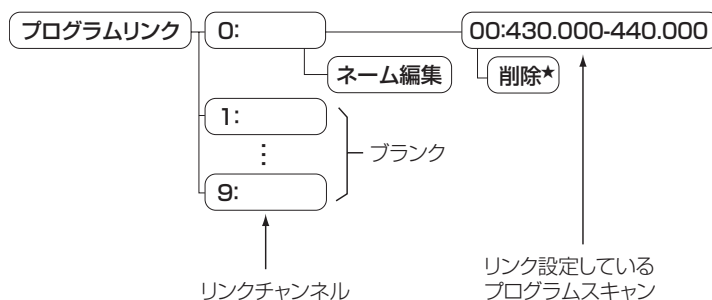 プログラムリンク 0: 00:430.000-440.000
ネーム編集 削除★
1:
⋮ ブランク
9:
リンクチャンネル
リンク設定している
プログラムスキャン